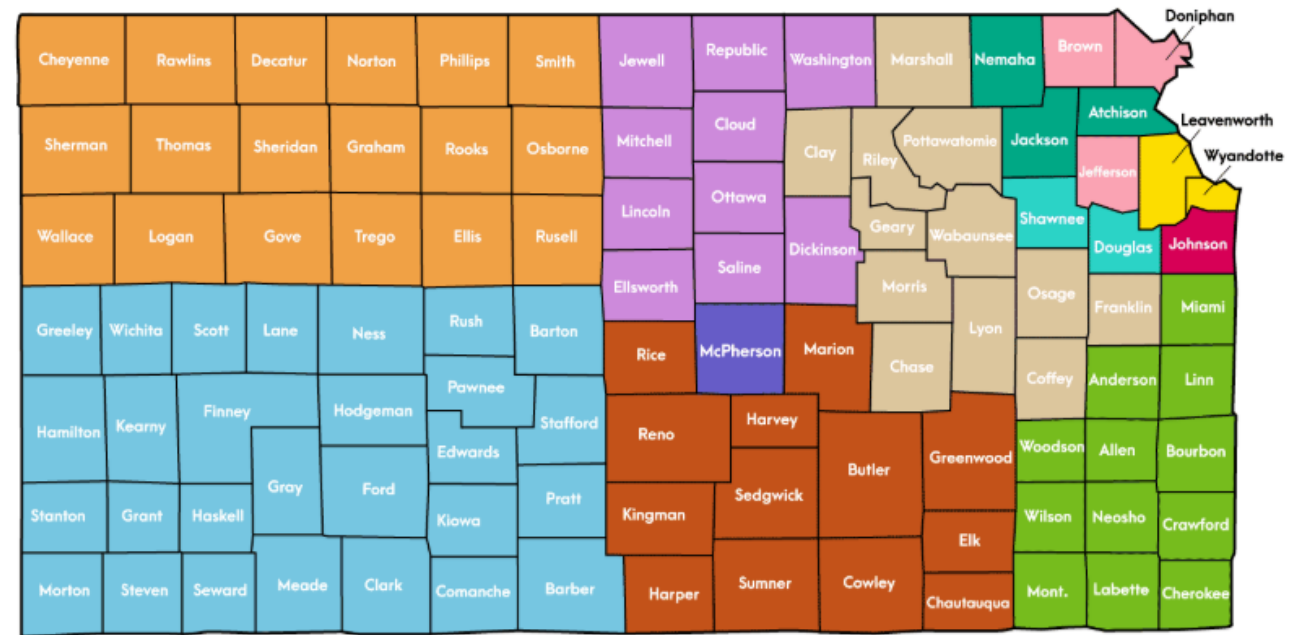 Doniphan
Cheyenne
Rawlins
Decatur
Norton
Phillips
Smith
Jewell
Republic
Washington
Marshall
Nemaha
Brown
Atchison
Leavenworth
Sherman
Thomas
Sheridan
Graham
Rooks
Osborne
Mitchell
Cloud
Clay
Riley
Pottawatomie
Jackson
Jefferson
Wyandotte
Wallace
Logan
Gove
Trego
Ellis
Rusell
Lincoln
Ottawa
Dickinson
Geary
Wabaunsee
Shawnee
Douglas
Johnson
Ellsworth
Saline
Morris
Osage
Franklin
Miami
Greeley
Wichita
Scott
Lane
Ness
Rush
Barton
Rice
McPherson
Marion
Chase
Lyon
Coffey
Anderson
Linn
Hamilton
Kearny
Finney
Hodgeman
Pawnee
Stafford
Edwards
Reno
Harvey
Butler
Greenwood
Woodson
Allen
Bourbon
Stanton
Grant
Haskell
Gray
Ford
Kiowa
Pratt
Kingman
Sedgwick
Elk
Wilson
Neosho
Crawford
Morton
Steven
Seward
Meade
Clark
Comanche
Barber
Harper
Sumner
Cowley
Chautauqua
Mont.
Labette
Cherokee